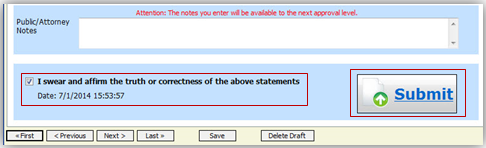 Attention: The notes you enter will be available to the next approval level.
Public/Attorney
Notes
I swear and affirm the truth or correctness of the above statements
Date: 7/1/2014 15:53:57
Submit
« First
< Previous
Next >
Last »
Save
Delete Draft